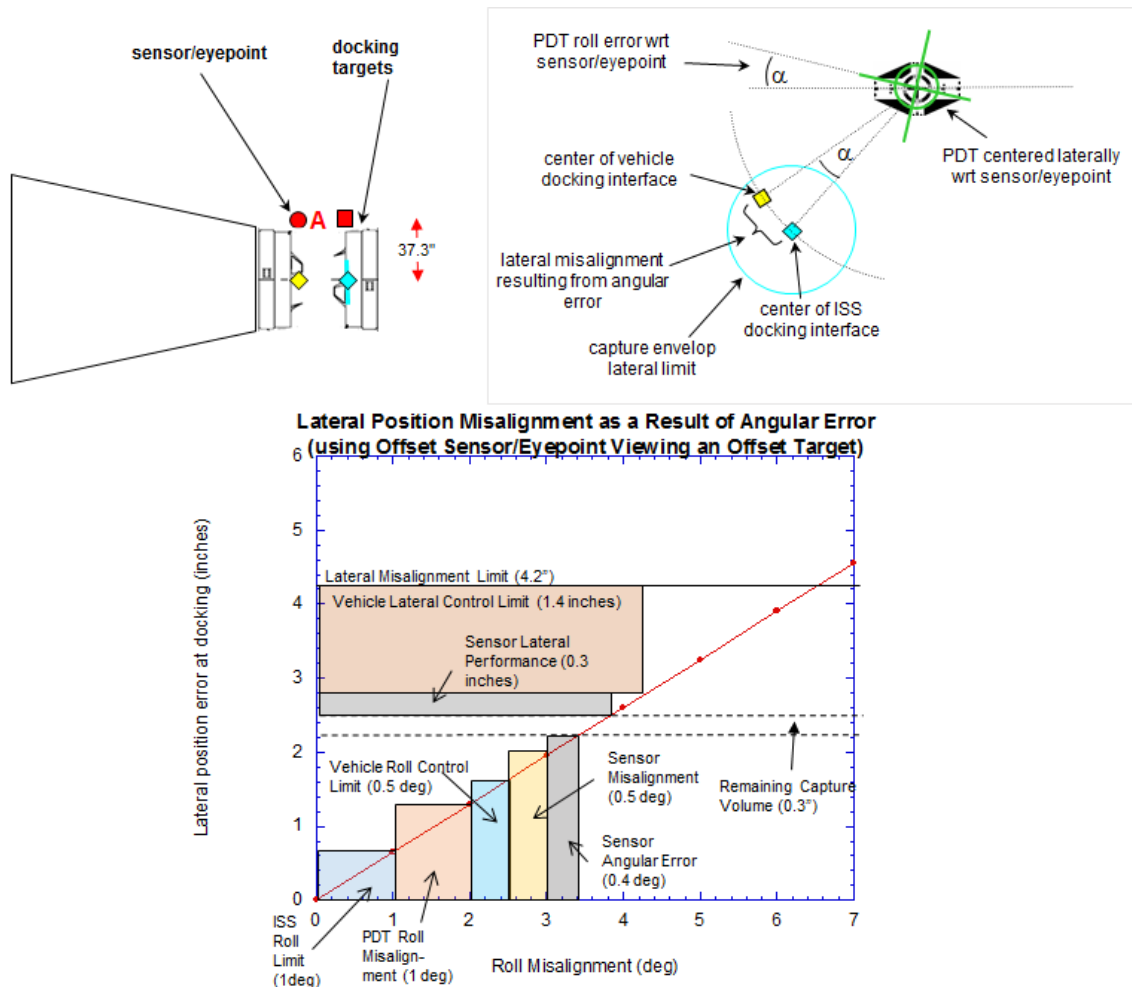 sensor/eyepoint
docking
targets
A
37.3"
PDT roll error wrt
sensor/eyepoint
α
center of vehicle
docking interface
α
PDT centered laterally
wrt sensor/eyepoint
lateral misalignment
resulting from angular
error
center of ISS
docking interface
capture envelop
lateral limit
Lateral Position Misalignment as a Result of Angular Error
(using Offset Sensor/Eyepoint Viewing an Offset Target)
Lateral position error at docking (inches)
6
5
4
3
2
1
0
Lateral Misalignment Limit (4.2”)
Vehicle Lateral Control Limit (1.4 inches)
Sensor Lateral
Performance (0.3
inches)
Vehicle Roll Control
Limit (0.5 deg)
Sensor
Misalignment
(0.5 deg)
Remaining Capture
Volume (0.3”)
Sensor
Angular Error
(0.4 deg)
0 1 2 3 4 5 6 7
ISS
Roll
Limit
(1deg)
PDT Roll
Misalign-
ment (1 deg)
Roll Misalignment (deg)